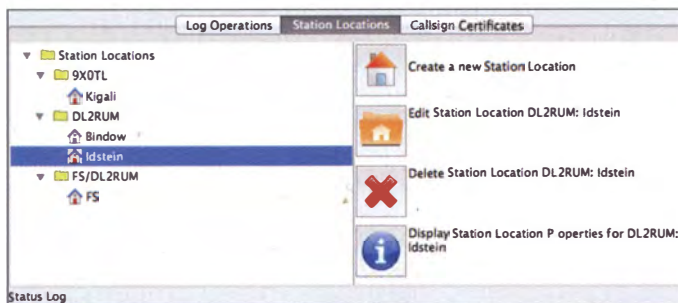 Log Operations Station Locations Callsign Certificates
Station Locations
9X0TL
Kigali
DL2RUM
Bindow
Idstein
FS/DL2RUM
FS
Create a new Station Location
Edit Station Location DL2RUM: Idstein
Delete Station Location DL2RUM: Idstein
Display Station Location P operties for DL2RUM:
Idstein
Status Log